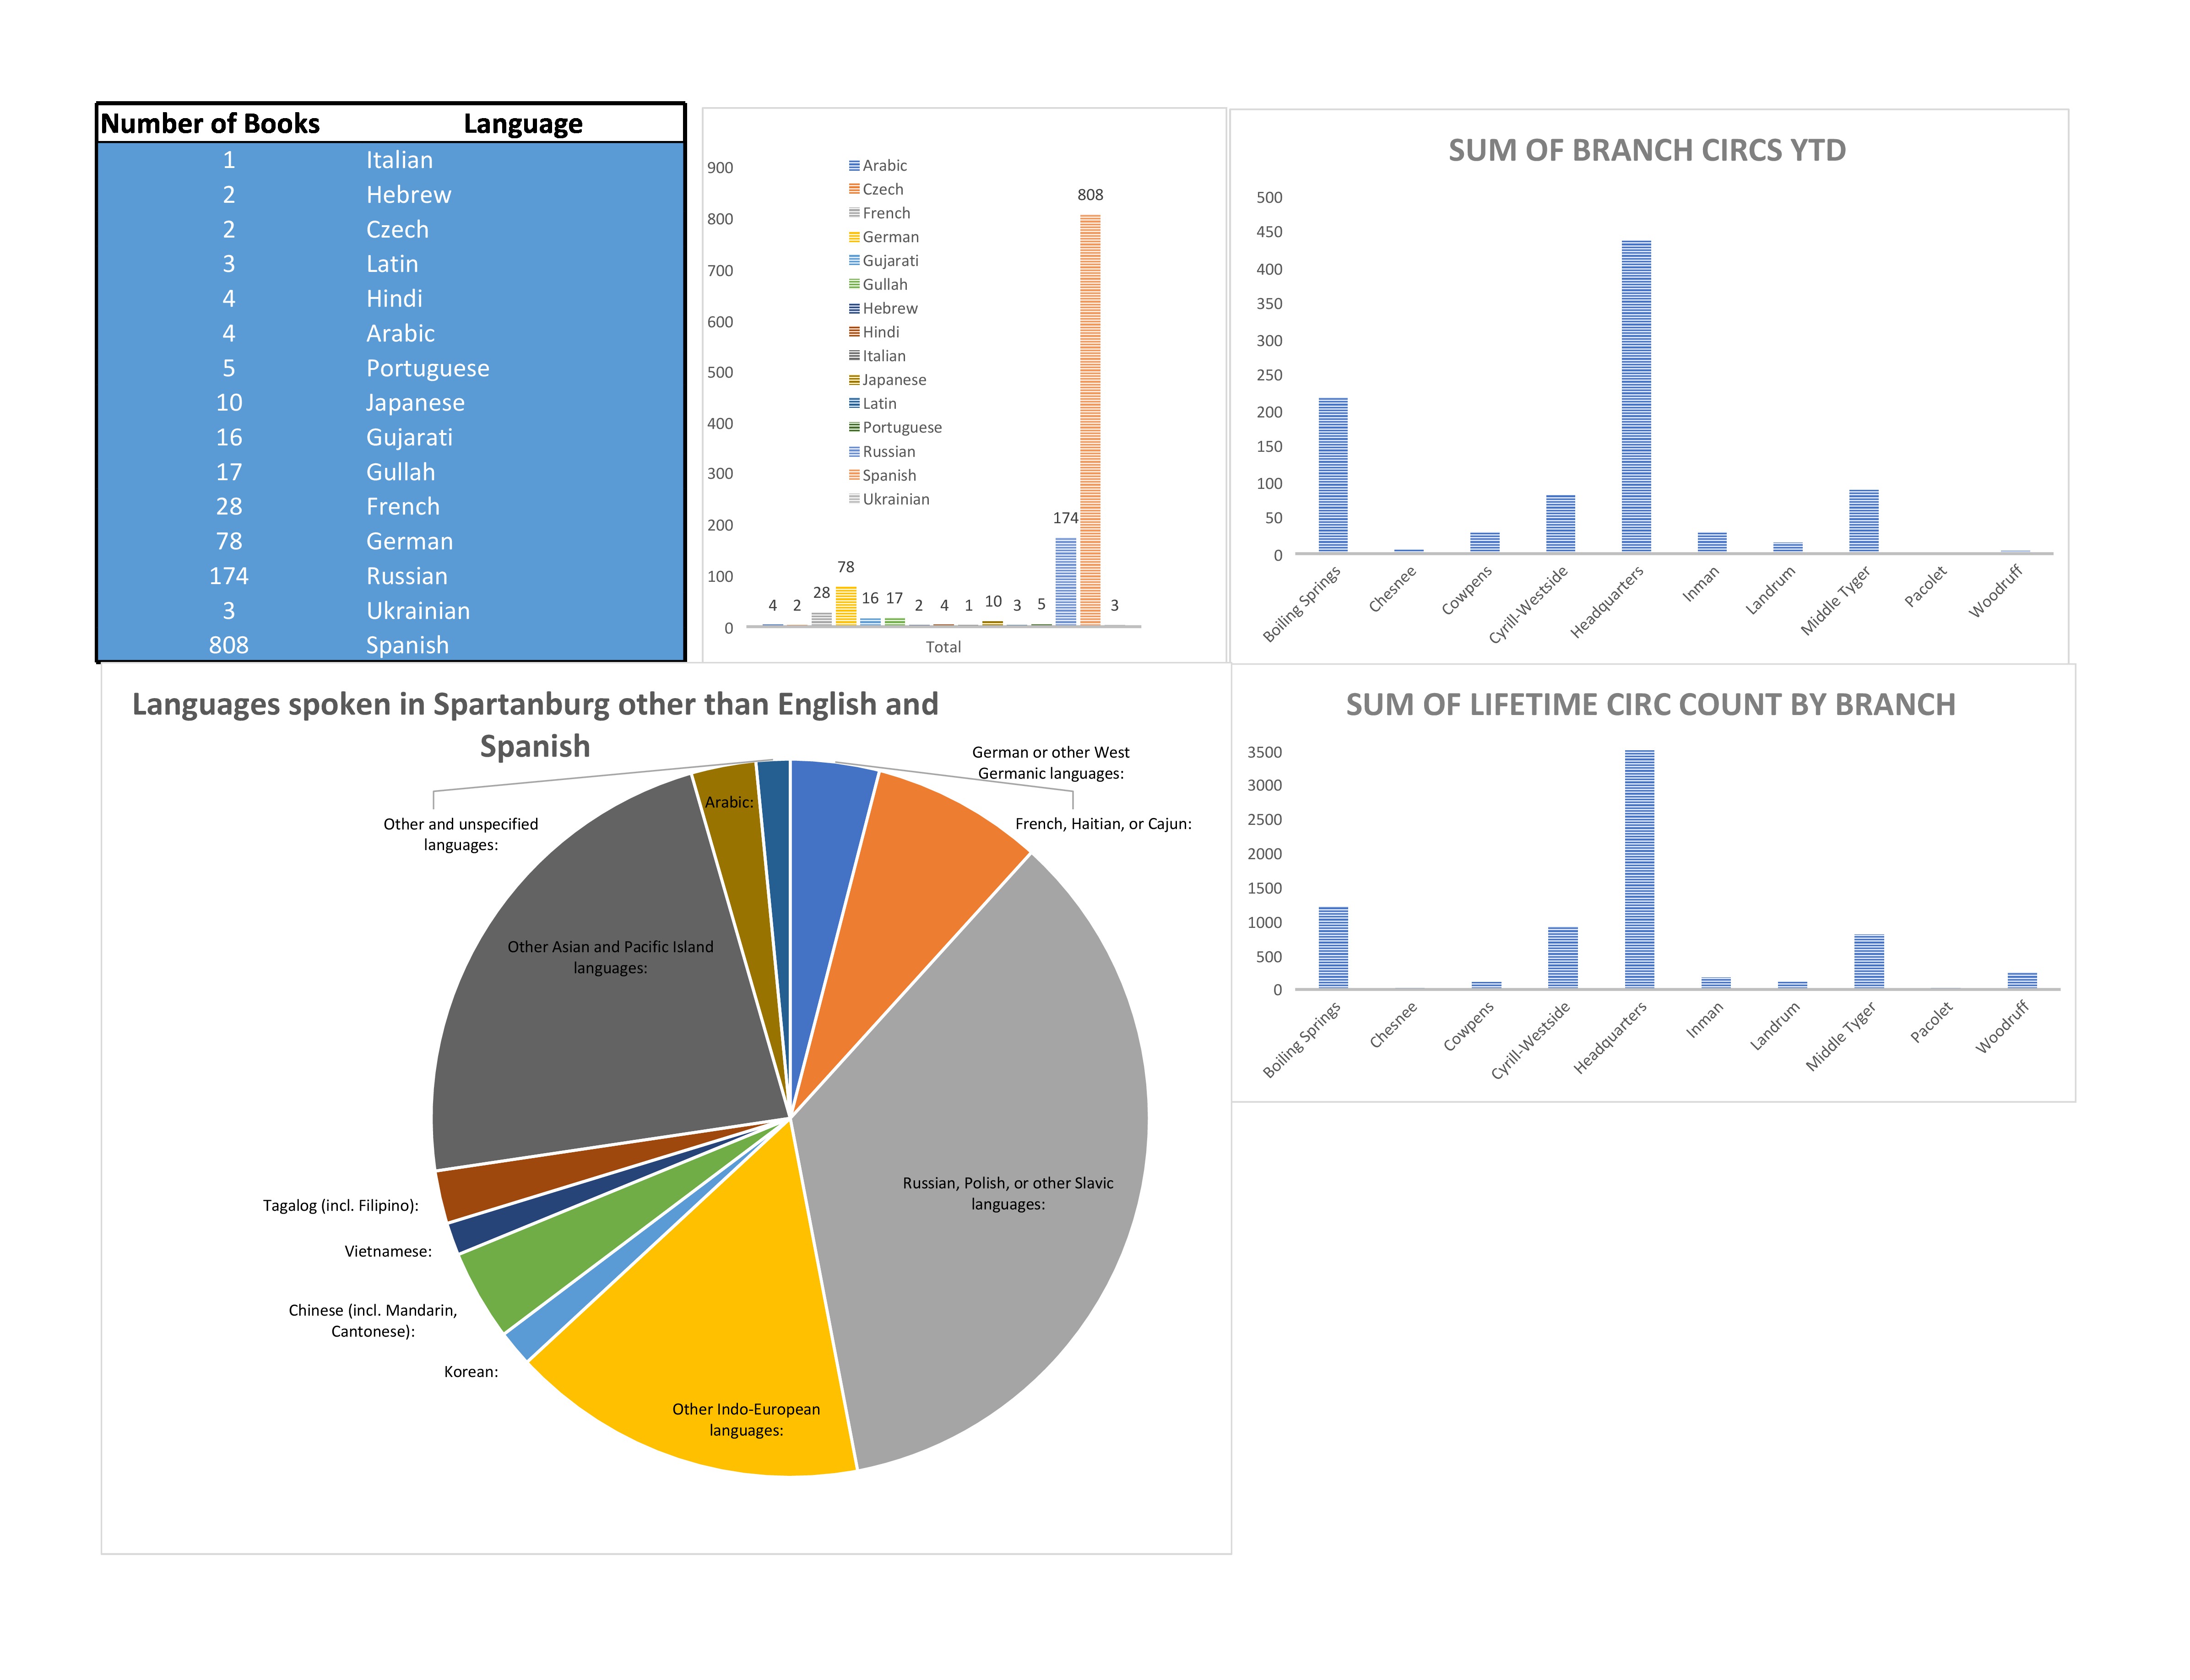 Number of Books Language
1 Italian
2 Hebrew
2 Czech
3 Latin
4 Hindi
4 Arabic
5 Portuguese
10 Japanese
16 Gujarati
17 Gullah
28 French
78 German
174 Russian
3 Ukrainian
808 Spanish
900
800
700
600
500
400
300
200
100
0
Arabic
Czech
French
German
Gujarati
Gullah
Hebrew
Hindi
Italian
Japanese
Latin
Portuguese
Russian
Spanish
Ukrainian
4 2 28 78 16 17 2 4 1 10 3 5 174 808 3
Total
SUM OF BRANCH CIRCS YTD
500
450
400
350
300
250
200
150
100
50
0
Boiling Springs
Chesnee
Cowpens
Cyrill-Westside
Headquarters
Inman
Landrum
Middle Tyger
Pacolet
Woodruff
Languages spoken in Spartanburg other than English and
Spanish
German or other West
Germanic languages:
French, Haitian, or Cajun:
Arabic:
Other and unspecified
languages:
Other Asian and Pacific Island
languages:
Russian, Polish, or other Slavic
languages:
Tagalog (incl. Filipino):
Vietnamese:
Chinese (incl. Mandarin,
Cantonese):
Korean:
Other Indo-European
languages:
SUM OF LIFETIME CIRC COUNT BY BRANCH
3500
3000
2500
2000
1500
1000
500
0
Boiling Springs
Chesnee
Cowpens
Cyrill-Westside
Headquarters
Inman
Landrum
Middle Tyger
Pacolet
Woodruff